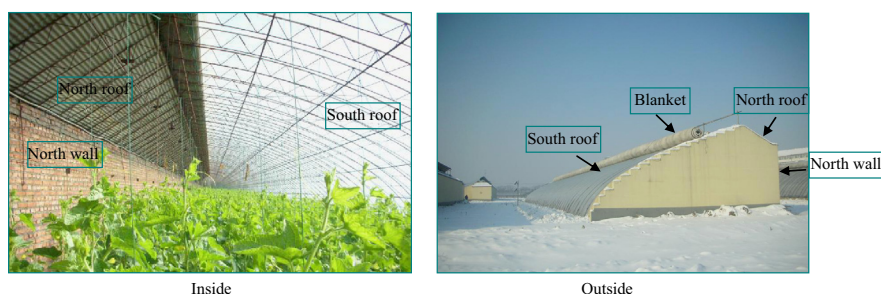 North roof
South roof
North wall
Inside
Blanket
North roof
South roof
North wall
Outside